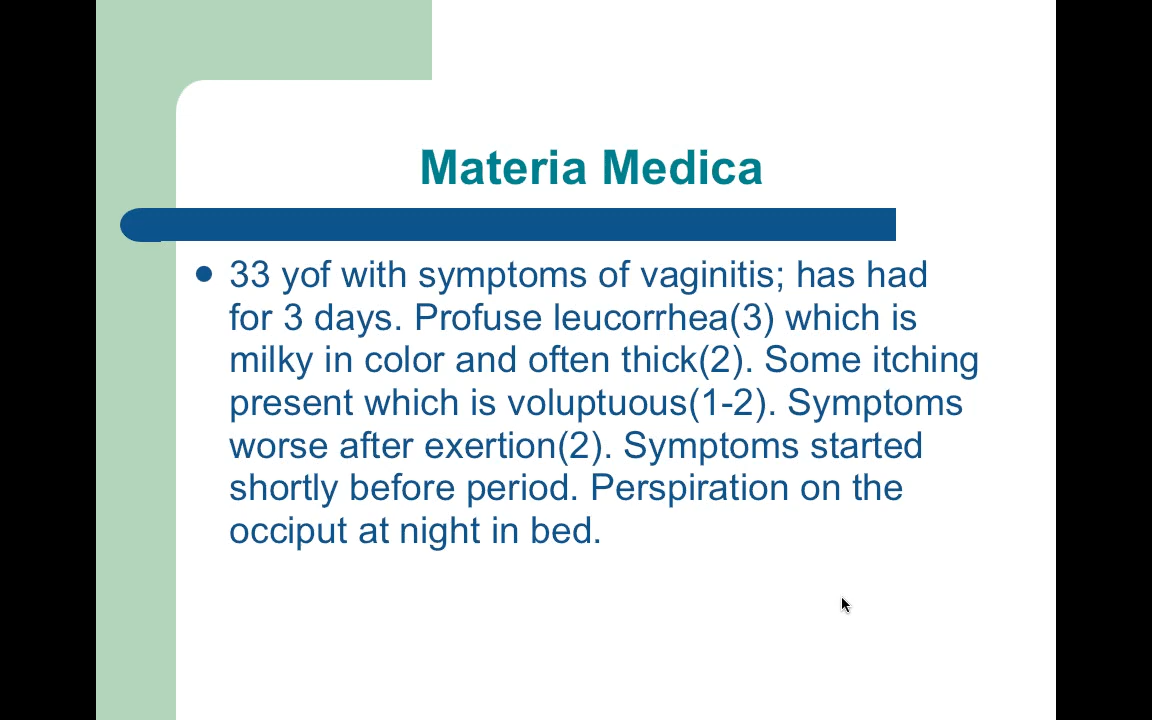 Materia Medica
• 33 yof with symptoms of vaginitis; has had
for 3 days. Profuse leucorrhea(3) which is
milky in color and often thick(2). Some itching
present which is voluptuous(1-2). Symptoms
worse after exertion(2). Symptoms started
shortly before period. Perspiration on the
occiput at night in bed.